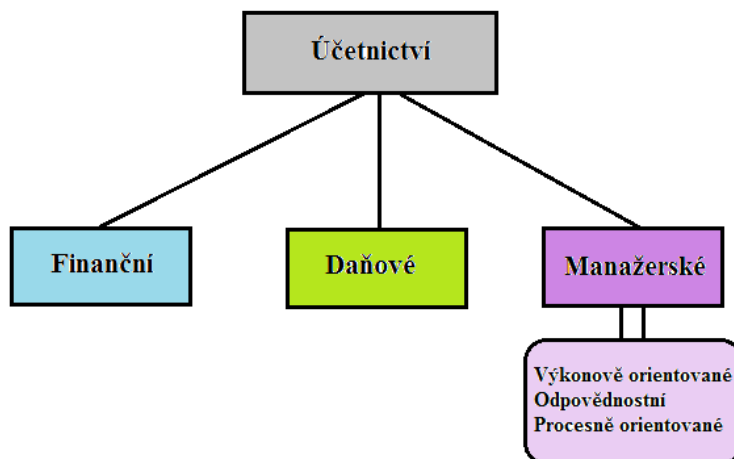 Účetnictví
Finanční
Daňové
Manažerské
Výkonově orientované
Odpovědnostní
Procesně orientované